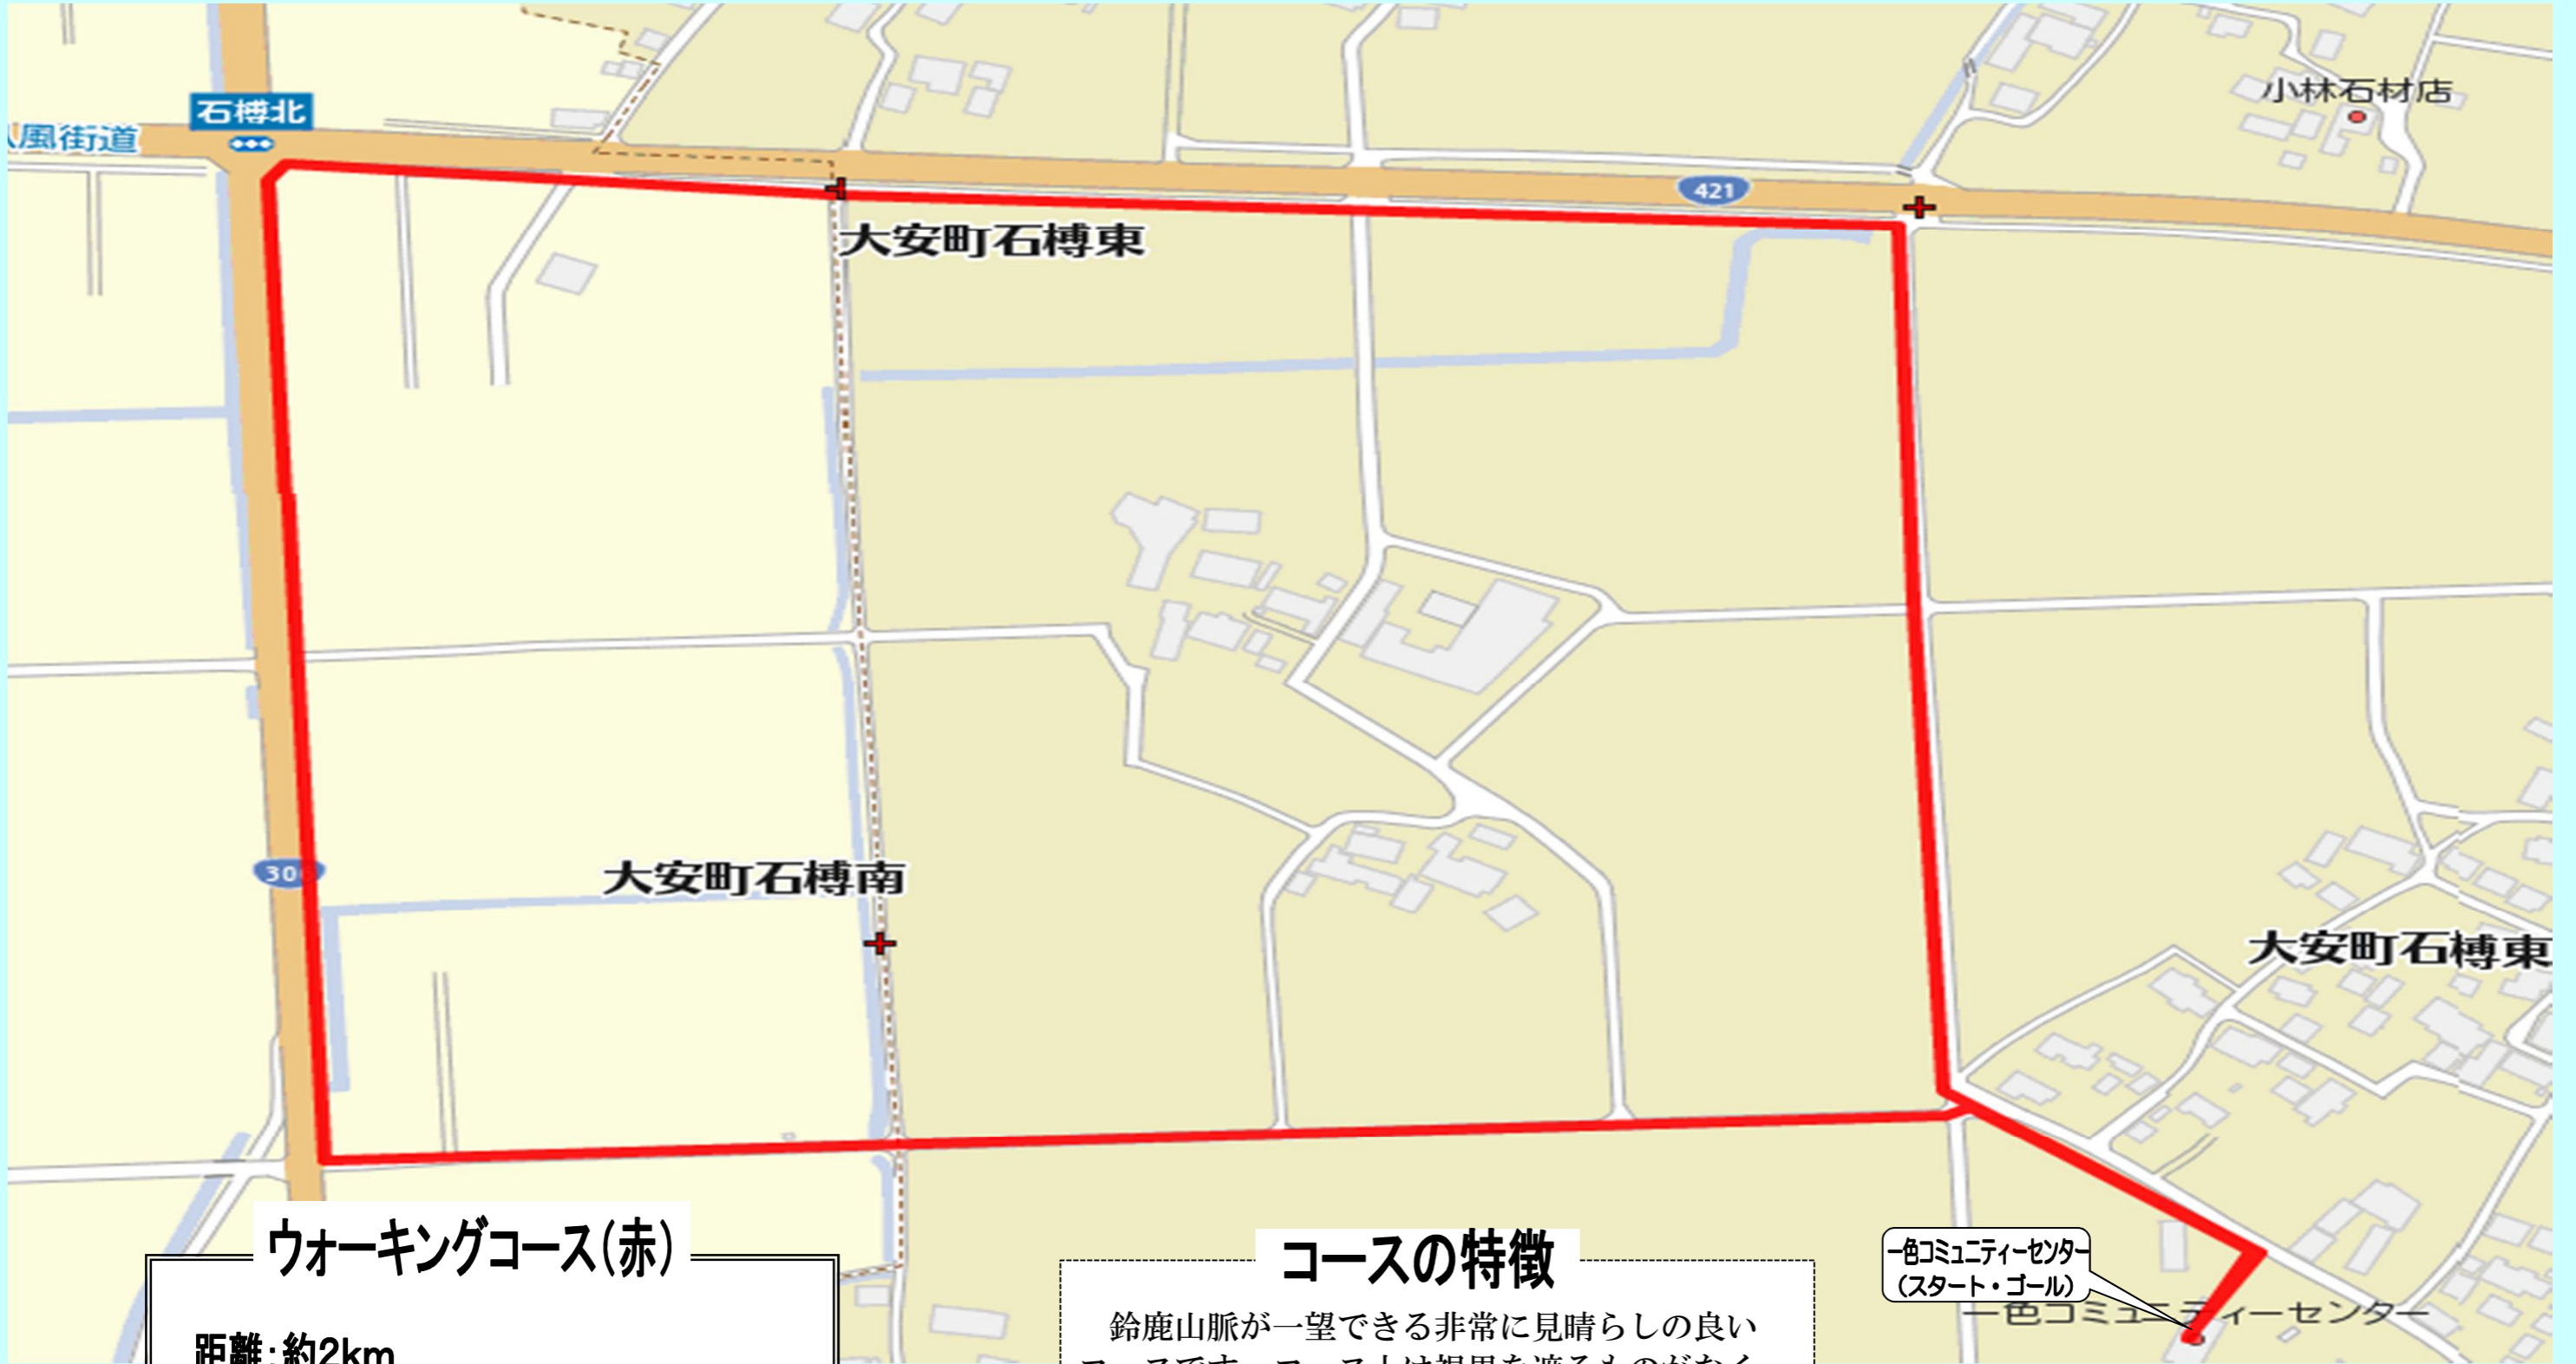 石榑北
風街道
小林石材店
421
大安町石榑東
大安町石榑南
大安町石榑東
ウォーキングコース（赤）
距離：約2km
コースの特徴
鈴鹿山脈が一望できる非常に見晴らしの良い
一色コミュニティーセンター
（スタート・ゴール）
一色コミュニティーセンター